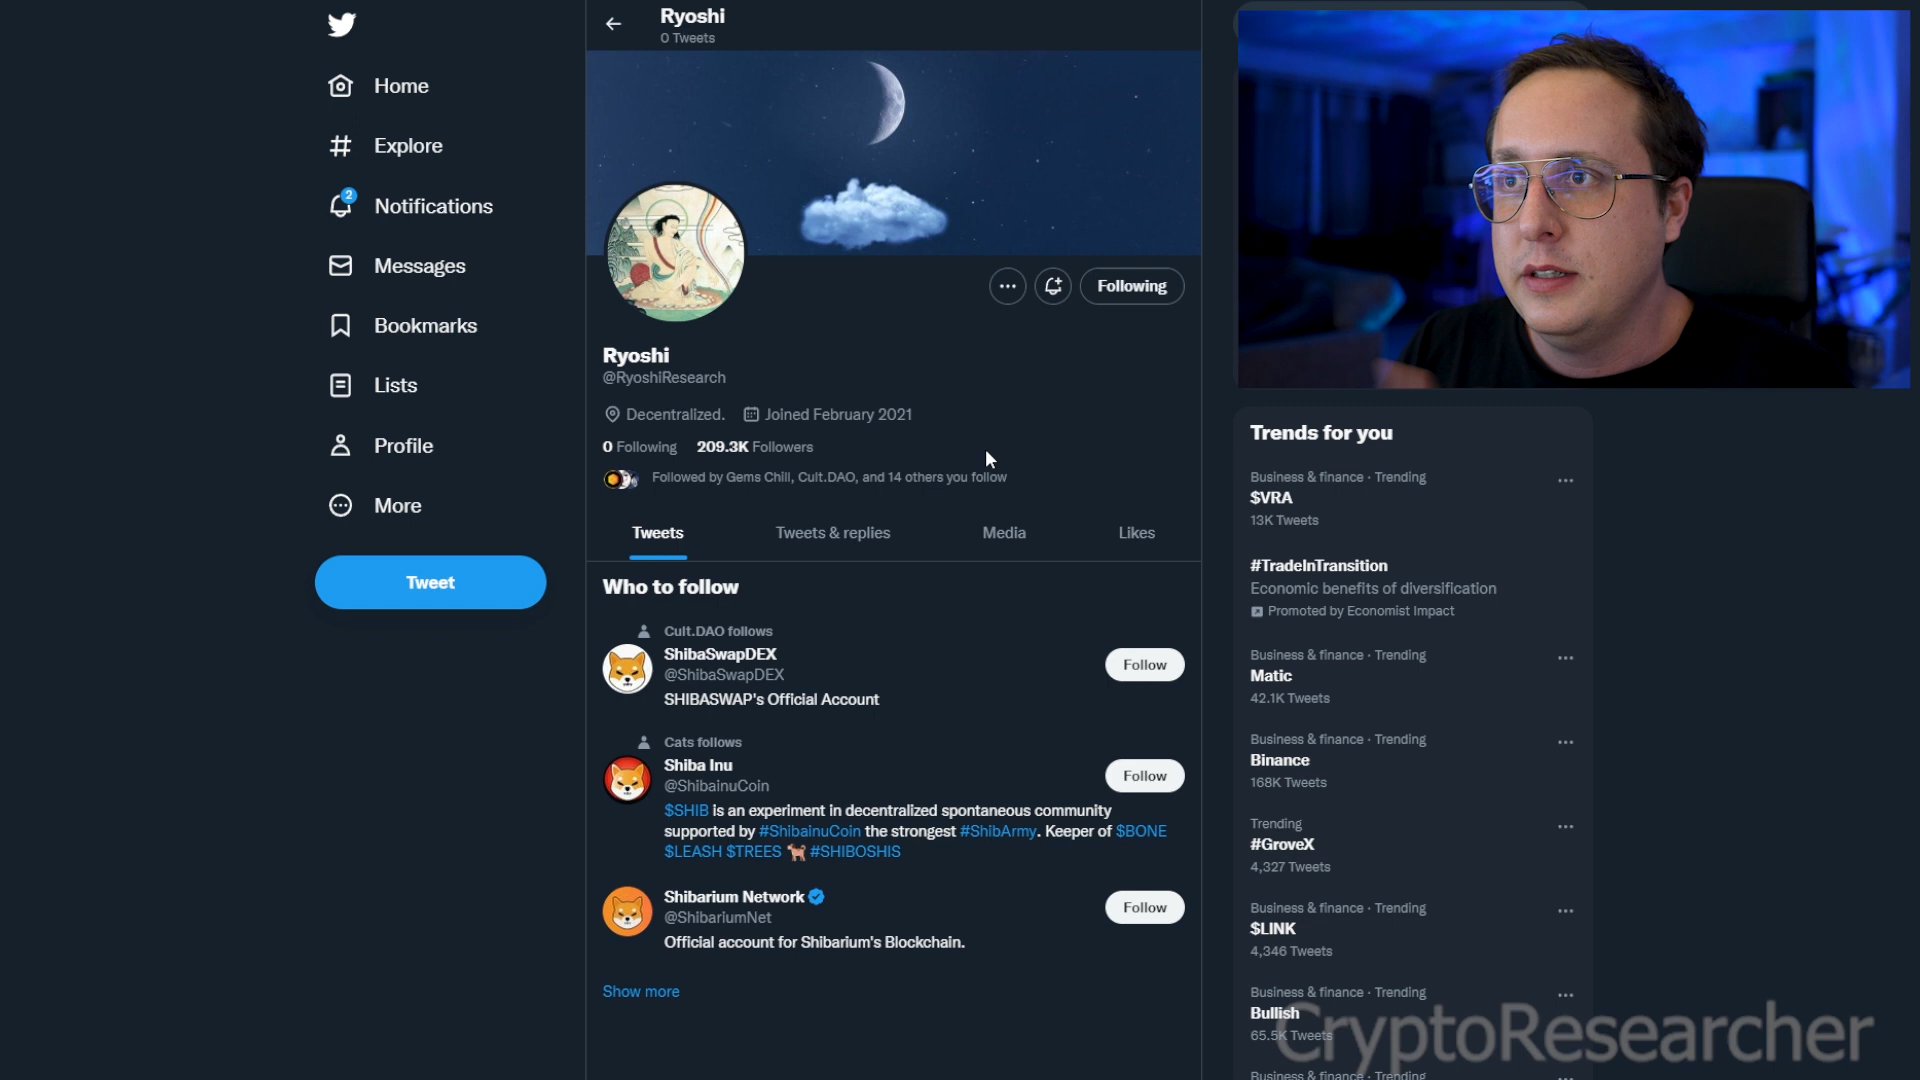 Home
Explore
2
Notifications
Messages
Bookmarks
Lists
Profile
More
Tweet
Ryoshi
0 Tweets
Following
Ryoshi
@RyoshiResearch
Decentralized. Joined February 2021
0 Following 209.3K Followers
Followed by Gems Chill, Cult.DAO, and 14 others you follow
Tweets Tweets & replies Media Likes
Who to follow
Cult.DAO follows
ShibaSwapDEX
@ShibaSwapDEX
SHIBASWAP's Official Account
Follow
Cats follows
Shiba Inu
@ShibainuCoin
Follow
$SHIB is an experiment in decentralized spontaneous community
supported by #ShibainuCoin the strongest #ShibArmy. Keeper of $BONE
$LEASH $TREES 🐕 #SHIBOSHIS
Shibarium Network
@ShibariumNet
Official account for Shibarium's Blockchain.
Follow
Show more
Trends for you
Business & finance · Trending
$VRA
13K Tweets
#TradeInTransition
Economic benefits of diversification
Promoted by Economist Impact
Business & finance · Trending
Matic
42.1K Tweets
Business & finance · Trending
Binance
168K Tweets
Trending
#GroveX
4,327 Tweets
Business & finance · Trending
$LINK
4,346 Tweets
Business & finance · Trending
Bullish
65.5K Tweets
Business & finance · Trending
CryptoResearcher